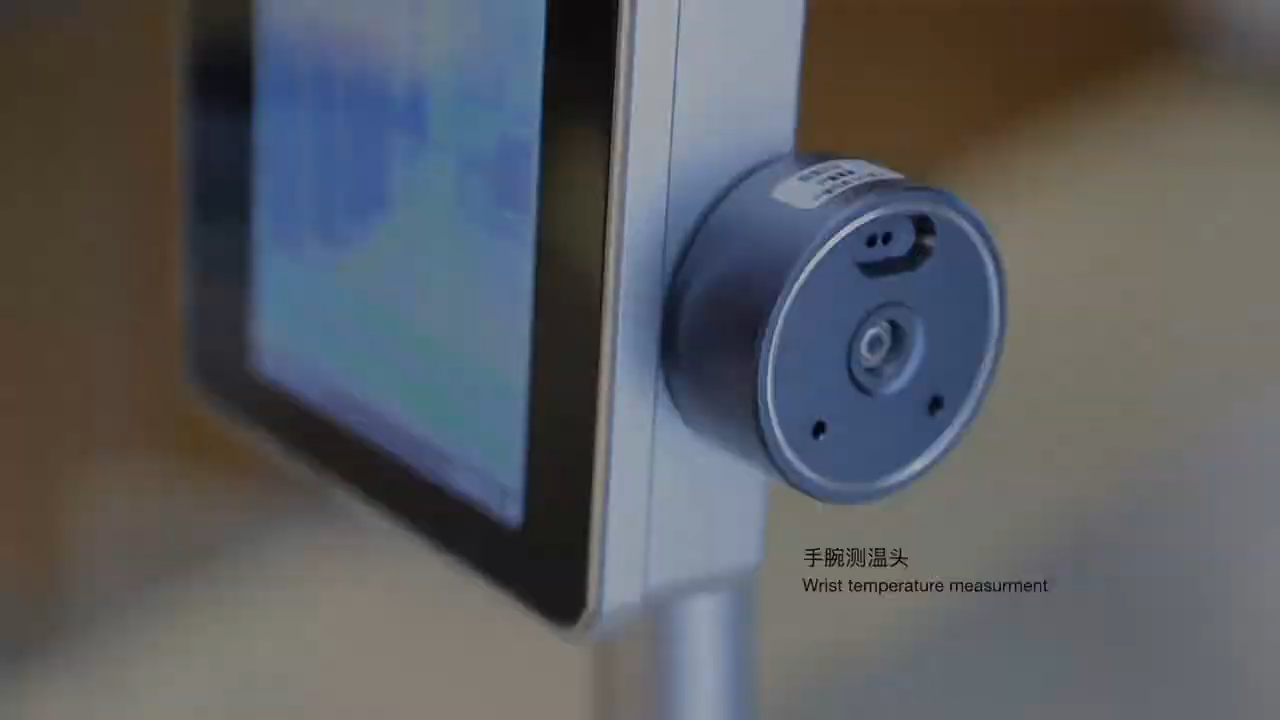 手腕测温头
Wrist temperature measurment